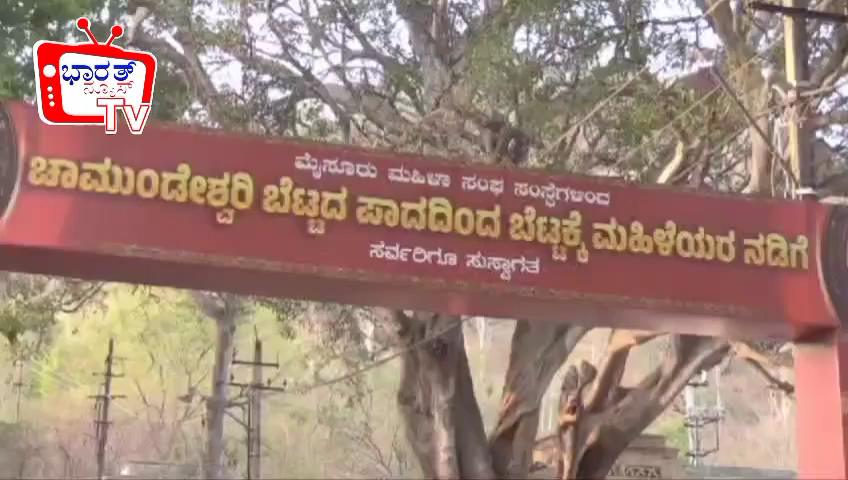 ಭಾರತ್
ನ್ಯೂಸ್
TV
ಮೈಸೂರು ಮಹಿಳಾ ಸಂಘ ಸಂಸ್ಥೆಗಳಿಂದ
ಚಾಮುಂಡೇಶ್ವರಿ ಬೆಟ್ಟದ ಪಾದದಿಂದ ಬೆಟ್ಟಕ್ಕೆ ಮಹಿಳೆಯರ ನಡಿಗೆ
ಸರ್ವರಿಗೂ ಸುಸ್ವಾಗತ